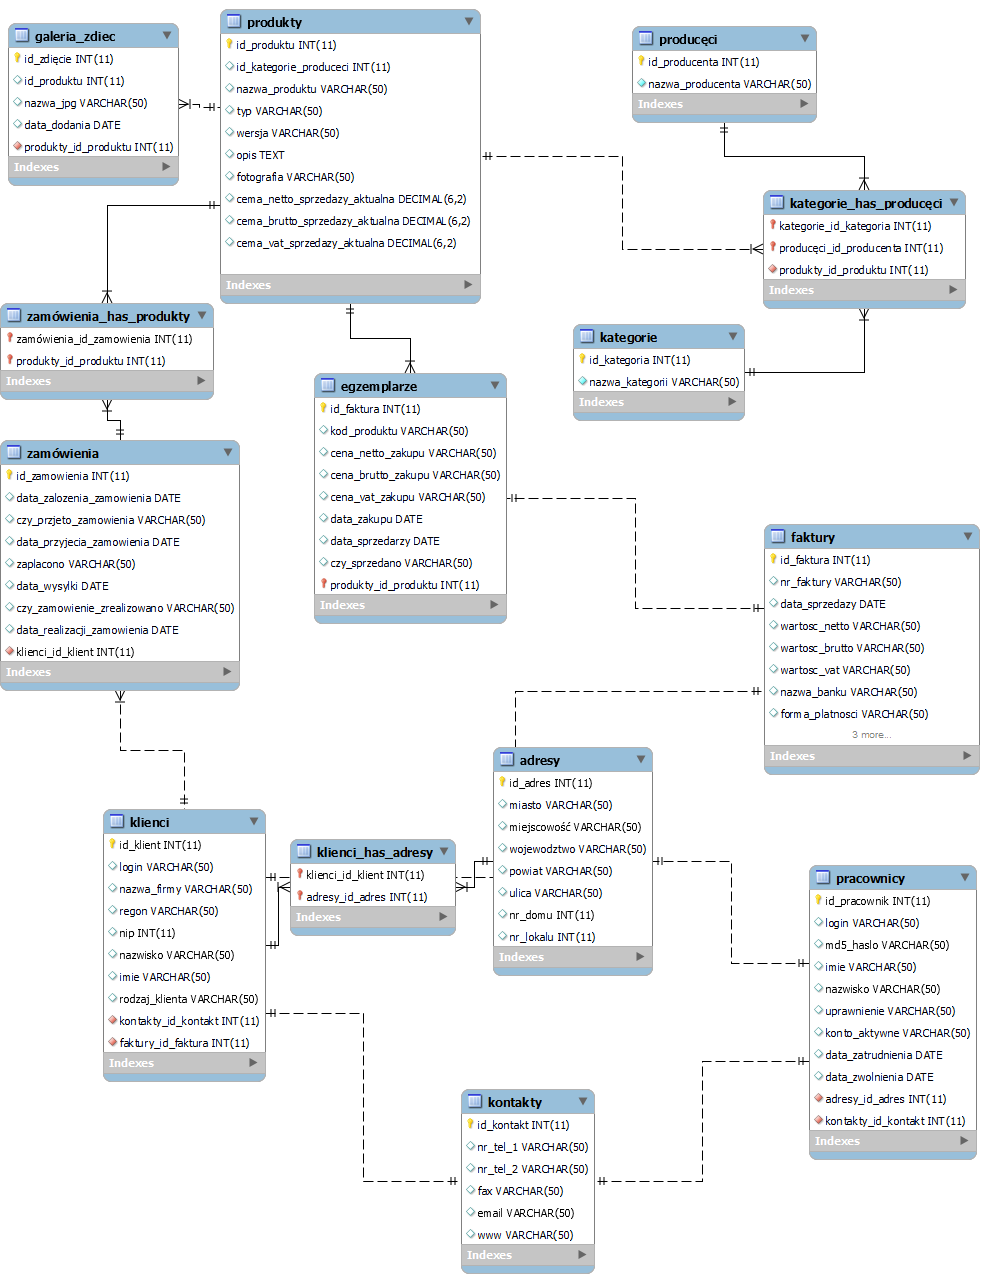 galeria_zdiec
id_zdięcie INT(11)
id_produktu INT(11)
nazwa_jpg VARCHAR(50)
data_dodania DATE
produkty_id_produktu INT(11)
Indexes
produkty
id_produktu INT(11)
id_kategorie_produceci INT(11)
nazwa_produktu VARCHAR(50)
typ VARCHAR(50)
wersja VARCHAR(50)
opis TEXT
fotografia VARCHAR(50)
cema_netto_sprzedazy_aktualna DECIMAL(6,2)
cema_brutto_sprzedazy_aktualna DECIMAL(6,2)
cema_vat_sprzedazy_aktualna DECIMAL(6,2)
Indexes
producęci
id_producenta INT(11)
nazwa_producenta VARCHAR(50)
Indexes
kategorie_has_producęci
kategorie_id_kategoria INT(11)
producęci_id_producenta INT(11)
produkty_id_produktu INT(11)
Indexes
zamówienia_has_produkty
zamówienia_id_zamowienia INT(11)
produkty_id_produktu INT(11)
Indexes
kategorie
id_kategoria INT(11)
nazwa_kategorii VARCHAR(50)
Indexes
egzemplarze
id_faktura INT(11)
kod_produktu VARCHAR(50)
cena_netto_zakupu VARCHAR(50)
cena_brutto_zakupu VARCHAR(50)
cena_vat_zakupu VARCHAR(50)
data_zakupu DATE
data_sprzedarzy DATE
czy_sprzedano VARCHAR(50)
produkty_id_produktu INT(11)
Indexes
zamówienia
id_zamowienia INT(11)
data_zalozenia_zamowienia DATE
czy_przjeto_zamowienia VARCHAR(50)
data_przyjecia_zamowienia DATE
zaplacono VARCHAR(50)
data_wysylki DATE
czy_zamowienie_zrealizowano VARCHAR(50)
data_realizacji_zamowienia DATE
klienci_id_klient INT(11)
Indexes
faktury
id_faktura INT(11)
nr_faktury VARCHAR(50)
data_sprzedazy DATE
wartosc_netto VARCHAR(50)
wartosc_brutto VARCHAR(50)
wartosc_vat VARCHAR(50)
nazwa_banku VARCHAR(50)
forma_platnosci VARCHAR(50)
3 more...
Indexes
klienci
id_klient INT(11)
login VARCHAR(50)
nazwa_firmy VARCHAR(50)
regon VARCHAR(50)
nip INT(11)
nazwisko VARCHAR(50)
imie VARCHAR(50)
rodzaj_klienta VARCHAR(50)
kontakty_id_kontakt INT(11)
faktury_id_faktura INT(11)
Indexes
klienci_has_adresy
klienci_id_klient INT(11)
adresy_id_adres INT(11)
Indexes
adresy
id_adres INT(11)
miasto VARCHAR(50)
miejscowość VARCHAR(50)
wojewodztwo VARCHAR(50)
powiat VARCHAR(50)
ulica VARCHAR(50)
nr_domu INT(11)
nr_lokalu INT(11)
Indexes
pracownicy
id_pracownik INT(11)
login VARCHAR(50)
md5_haslo VARCHAR(50)
imie VARCHAR(50)
nazwisko VARCHAR(50)
uprawnienie VARCHAR(50)
konto_aktywne VARCHAR(50)
data_zatrudnienia DATE
data_zwolnienia DATE
adresy_id_adres INT(11)
kontakty_id_kontakt INT(11)
Indexes
kontakty
id_kontakt INT(11)
nr_tel_1 VARCHAR(50)
nr_tel_2 VARCHAR(50)
fax VARCHAR(50)
email VARCHAR(50)
www VARCHAR(50)
Indexes